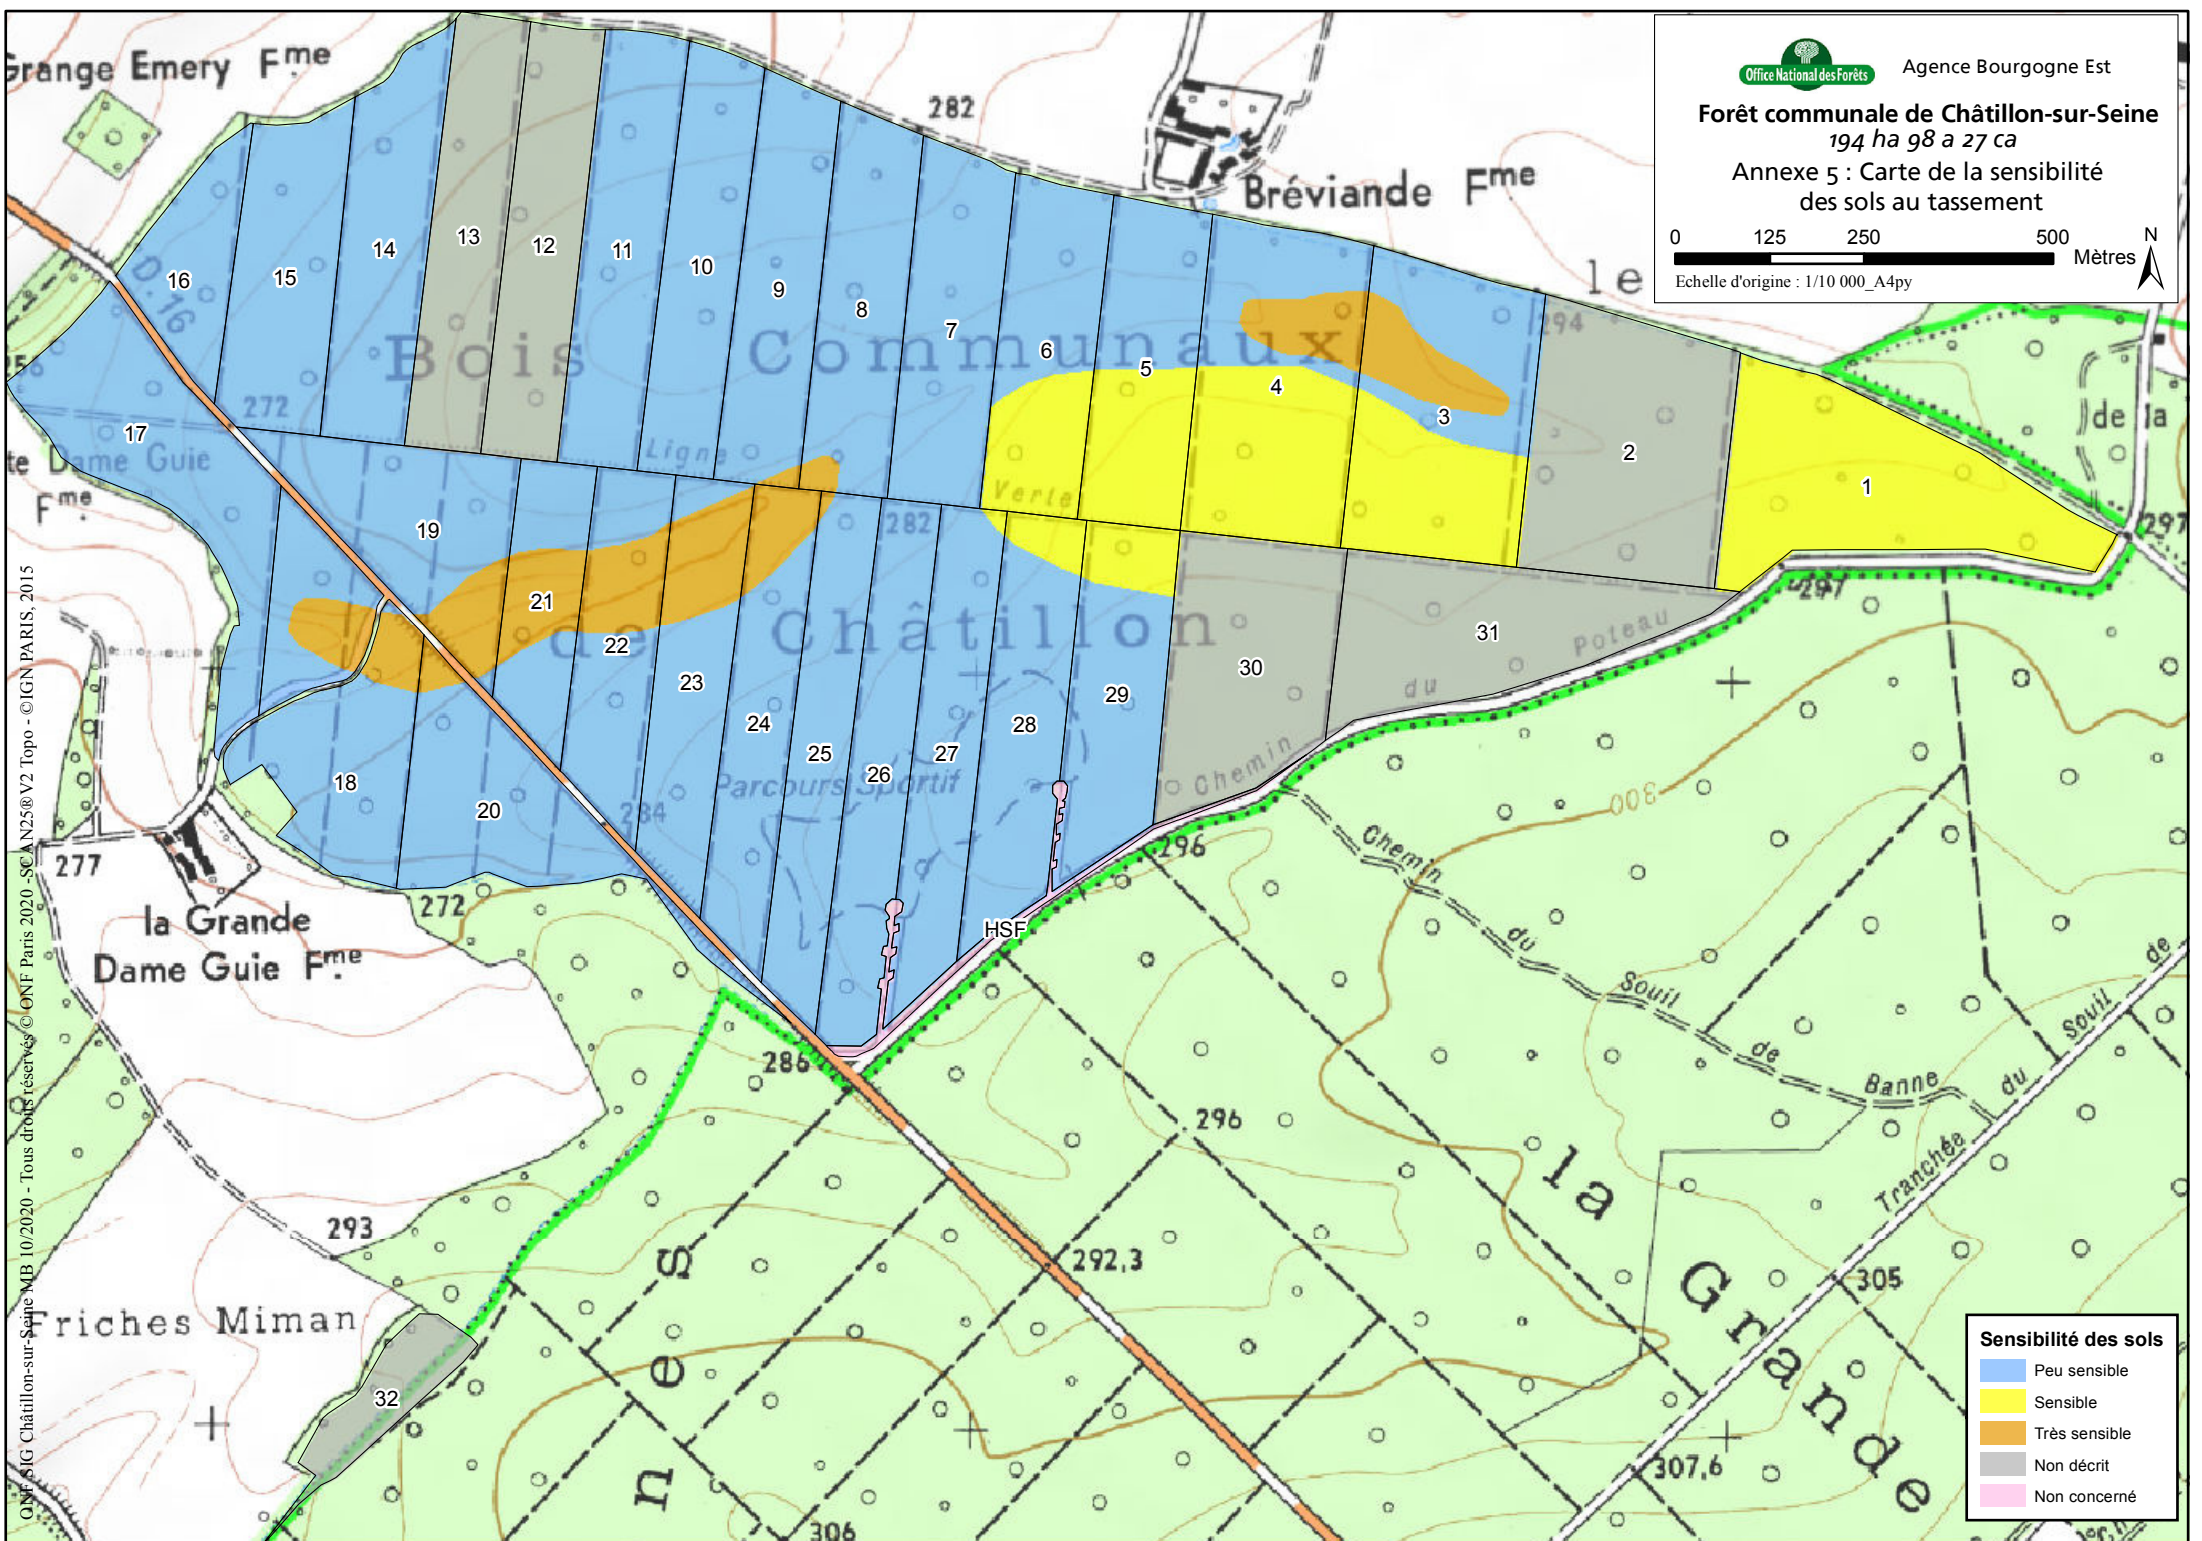 Office National des Forêts
Agence Bourgogne Est
Forêt communale de Châtillon-sur-Seine
194 ha 98 a 27 ca
Annexe 5 : Carte de la sensibilité
des sols au tassement
0 125 250 500
Mètres
N
Echelle d'origine : 1/10 000_A4py
Grange Emery Fme
282
Bréviande Fme
le
294
D.16
16
15
14
13
12
11
10
9
8
7
6
5
4
3
2
1
Bois Communaux
272
Ligne
Verte
282
de la
297
297
17
te Dame Guie
Fme
19
21
22
23
24
25
26
27
28
29
30
31
de Châtillon
Chemin du Poteau
Parcours Sportif
18
20
284
277
272
la Grande
Dame Guie Fme
HSF
296
286
300
Chemin du Souil de Banne
Tranchée du Souil de
la Grande
296
292,3
293
305
307,6
306
Friches Miman
32
n e s
ONF SIG Châtillon-sur-Seine MB 10/2020 - Tous droits réservés © ONF Paris 2020 -SCAN25®V2 Topo - ©IGN PARIS, 2015
Sensibilité des sols
Peu sensible
Sensible
Très sensible
Non décrit
Non concerné